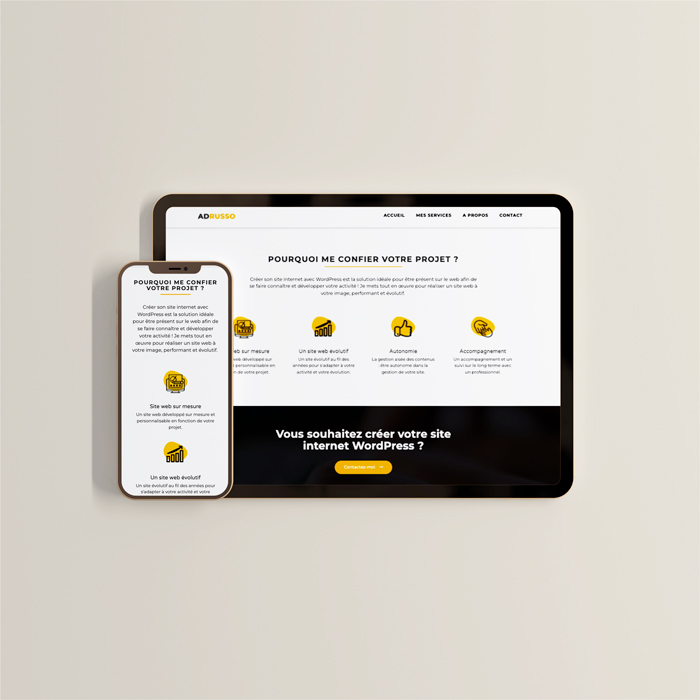 ADRUSSO
ACCUEIL MES SERVICES A PROPOS CONTACT
POURQUOI ME CONFIER VOTRE PROJET ?
Créer son site internet avec WordPress est la solution idéale pour être présent sur le web afin de
se faire connaître et développer votre activité ! Je mets tout en œuvre pour réaliser un site web à
votre image, performant et évolutif.
eb sur mesure
web développé sur
personnalisable en
de votre projet.
Un site web évolutif
Un site évolutif au fil des
années pour s'adapter à votre
activité et votre évolution.
Autonomie
La gestion aisée des contenus
: être autonome dans la
gestion de votre site.
Accompagnement
Un accompagnement et un
suivi sur le long terme avec
un professionnel.
Vous souhaitez créer votre site
internet WordPress ?
Contactez-moi →
POURQUOI ME CONFIER
VOTRE PROJET ?
Créer son site internet avec
WordPress est la solution idéale
pour être présent sur le web afin de
se faire connaître et développer
votre activité ! Je mets tout en
œuvre pour réaliser un site web à
votre image, performant et évolutif.
Site web sur mesure
Un site web développé sur mesure et
personnalisable en fonction de votre
projet.
Un site web évolutif
Un site évolutif au fil des années pour
s'adapter à votre activité et votre